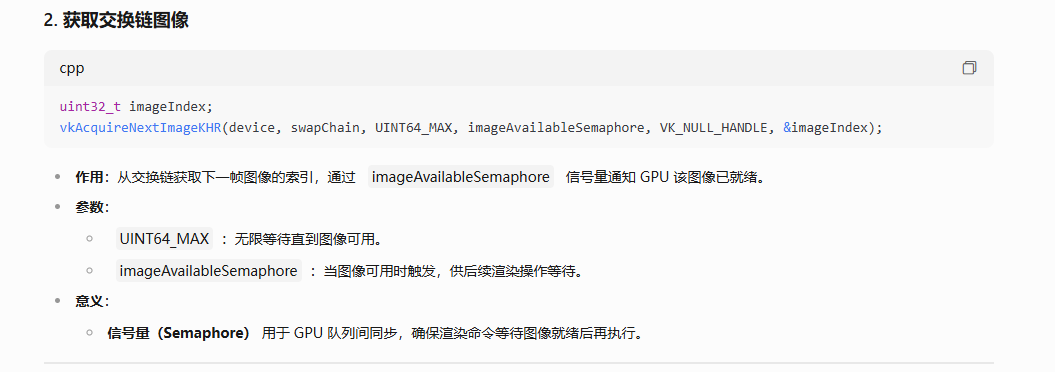 2. 获取交换链图像
cpp
uint32_t imageIndex;
vkAcquireNextImageKHR(device, swapChain, UINT64_MAX, imageAvailableSemaphore, VK_NULL_HANDLE, &imageIndex);
作用：从交换链获取下一帧图像的索引，通过 imageAvailableSemaphore 信号量通知 GPU 该图像已就绪。
参数：
UINT64_MAX ：无限等待直到图像可用。
imageAvailableSemaphore ：当图像可用时触发，供后续渲染操作等待。
意义：
信号量（Semaphore） 用于 GPU 队列间同步，确保渲染命令等待图像就绪后再执行。